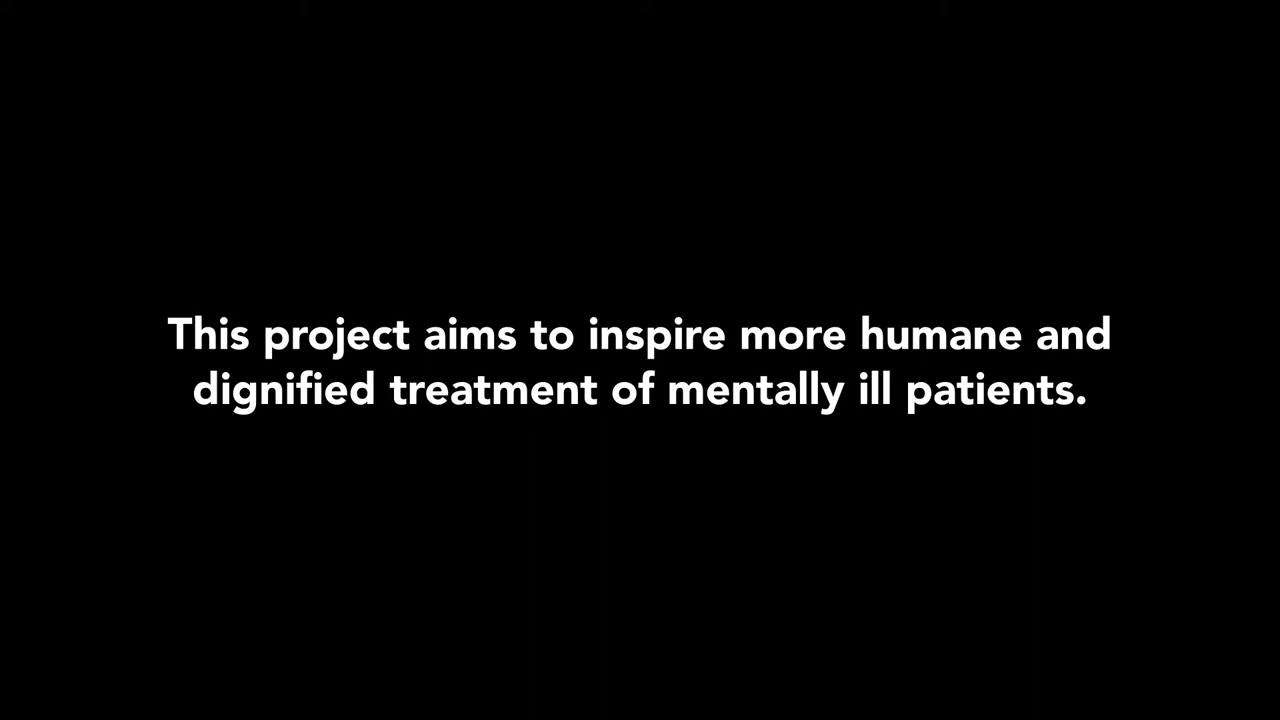 This project aims to inspire more humane and
dignified treatment of mentally ill patients.